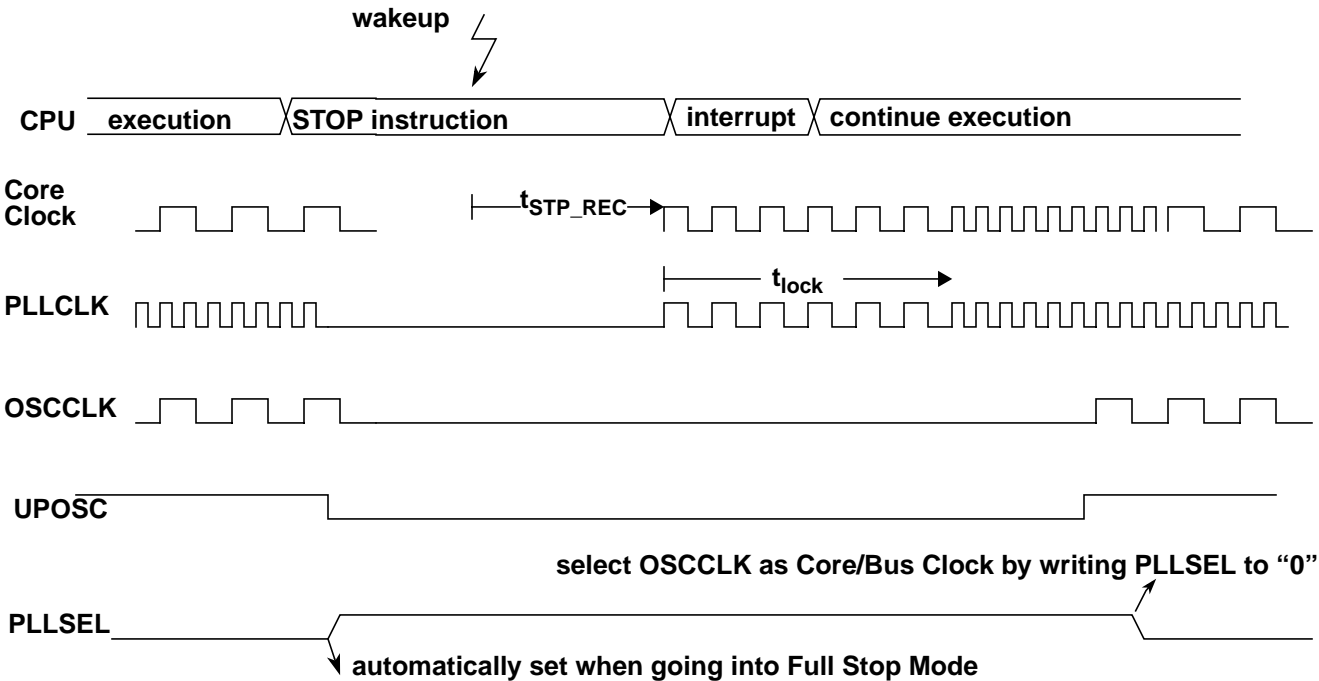 wakeup
CPU execution STOP instruction interrupt continue execution
Core
Clock
tSTP_REC
tlock
PLLCLK
OSCCLK
UPOSC
select OSCCLK as Core/Bus Clock by writing PLLSEL to “0”
PLLSEL
automatically set when going into Full Stop Mode